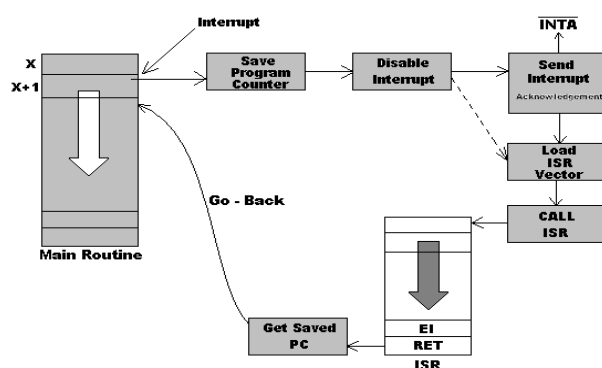 INTA
Interrupt
X
X+1
Save
Program
Counter
Disable
Interrupt
Send
Interrupt
Acknowledgement
Load
ISR
Vector
Go - Back
CALL
ISR
Main Routine
Get Saved
PC
EI
RET
ISR